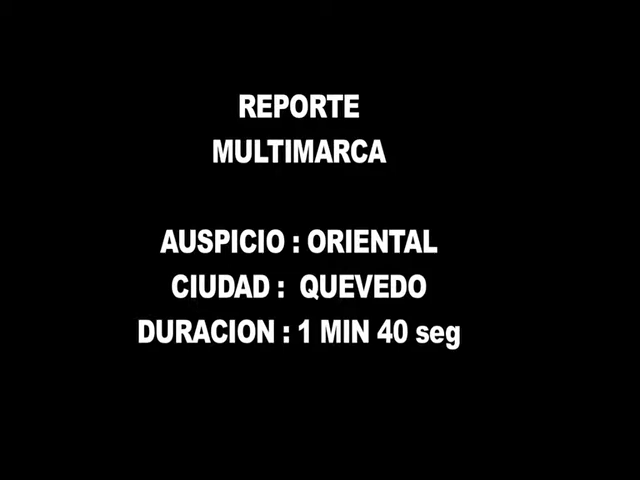 REPORTE
MULTIMARCA
AUSPICIO : ORIENTAL
CIUDAD :  QUEVEDO
DURACION : 1 MIN 40 seg